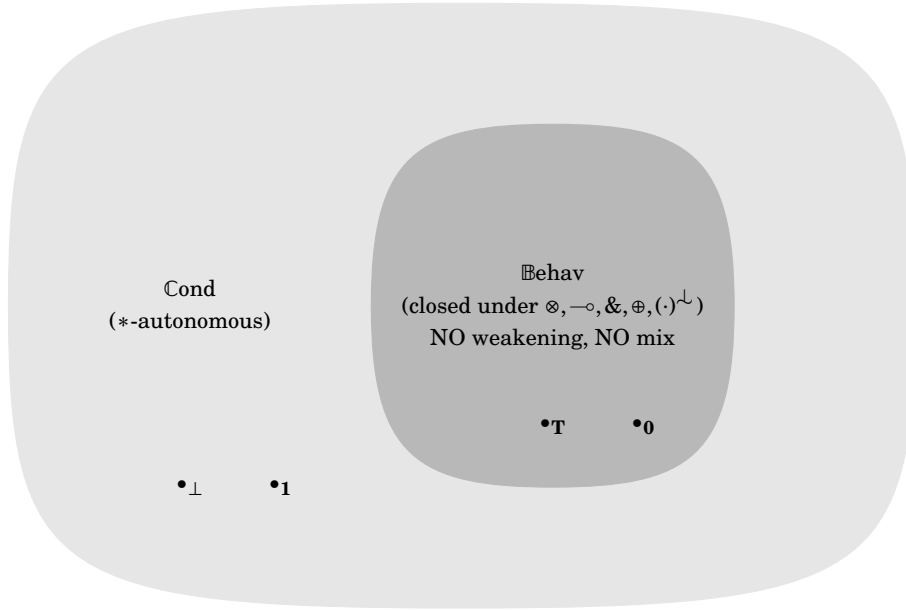 𝔹ehav
ℂond
(closed under ⊗, ⊸, &, ⊕, (·)^⫝̸)
(∗-autonomous)
NO weakening, NO mix
•T •0
•⊥ •1